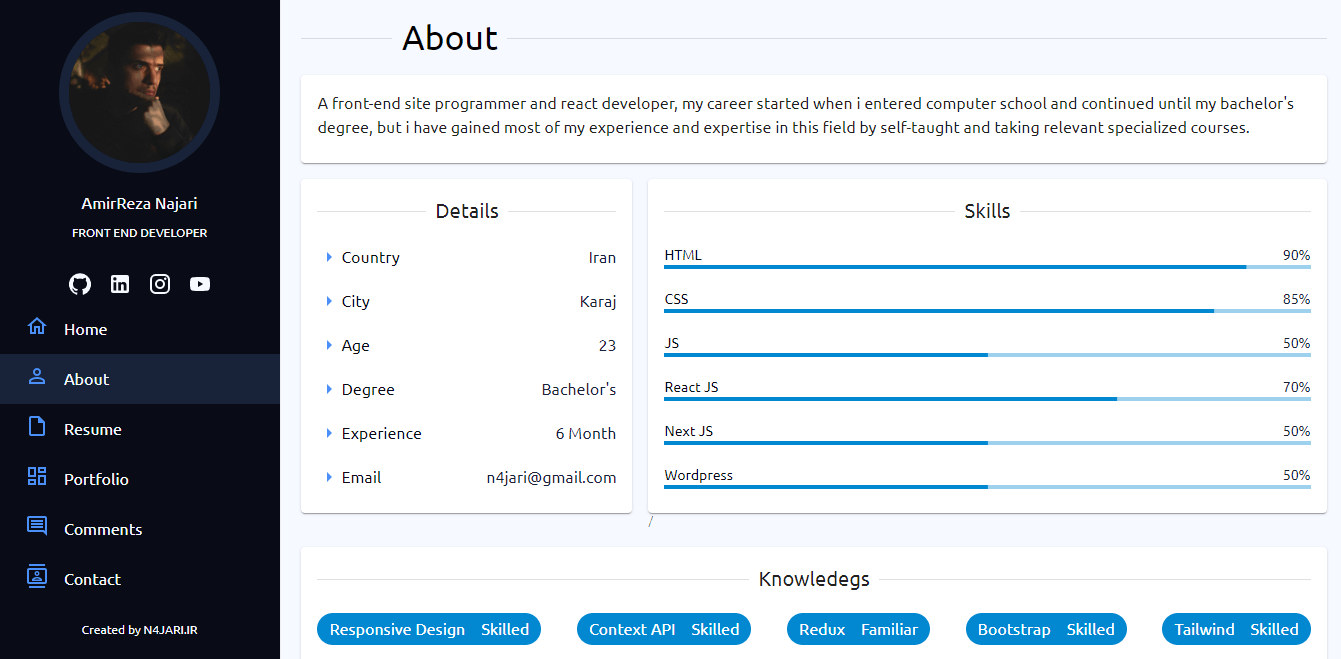 AmirReza Najari
FRONT END DEVELOPER
Home
About
Resume
Portfolio
Comments
Contact
Created by N4JARI.IR
About
A front-end site programmer and react developer, my career started when i entered computer school and continued until my bachelor's
degree, but i have gained most of my experience and expertise in this field by self-taught and taking relevant specialized courses.
Details
Country Iran
City Karaj
Age 23
Degree Bachelor's
Experience 6 Month
Email n4jari@gmail.com
Skills
HTML 90%
CSS 85%
JS 50%
React JS 70%
Next JS 50%
Wordpress 50%
/
Knowledegs
Responsive Design Skilled
Context API Skilled
Redux Familiar
Bootstrap Skilled
Tailwind Skilled